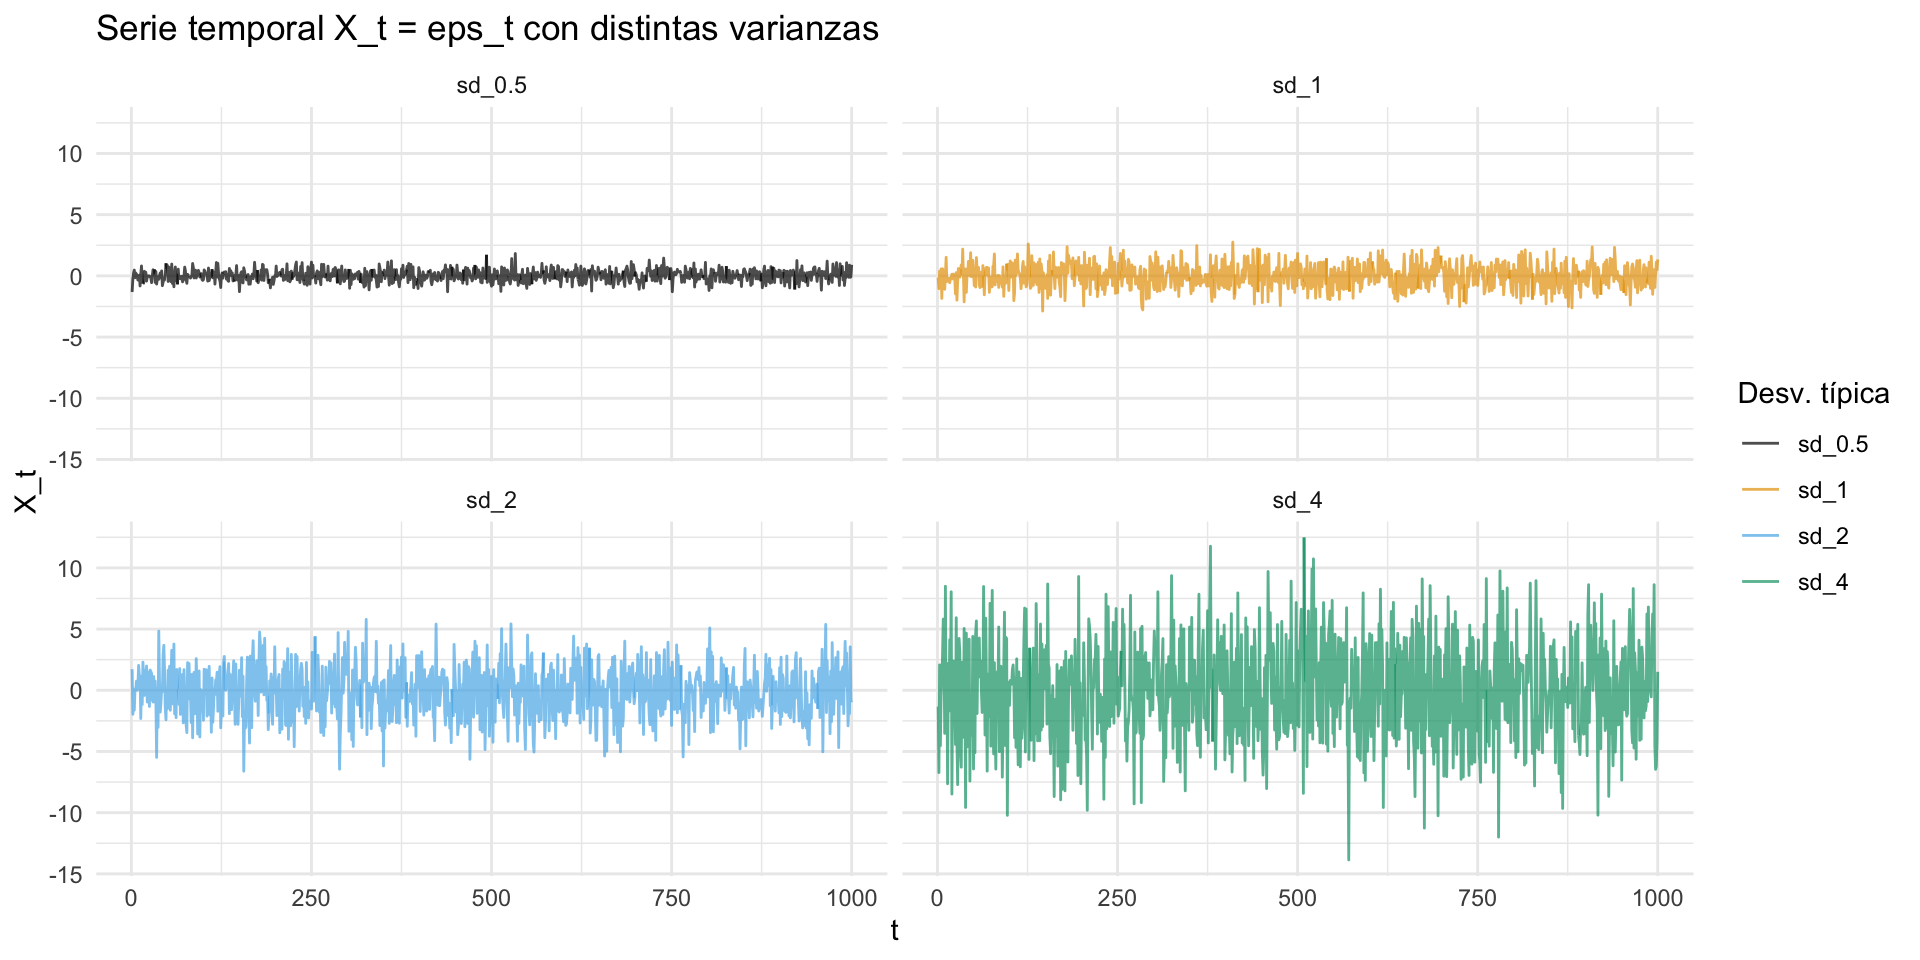 Serie temporal X_t = eps_t con distintas varianzas
sd_0.5
sd_1
10
5
0
-5
-10
-15
X_t
sd_2
sd_4
10
5
0
-5
-10
-15
0 250 500 750 1000
0 250 500 750 1000
t
Desv. típica
sd_0.5
sd_1
sd_2
sd_4